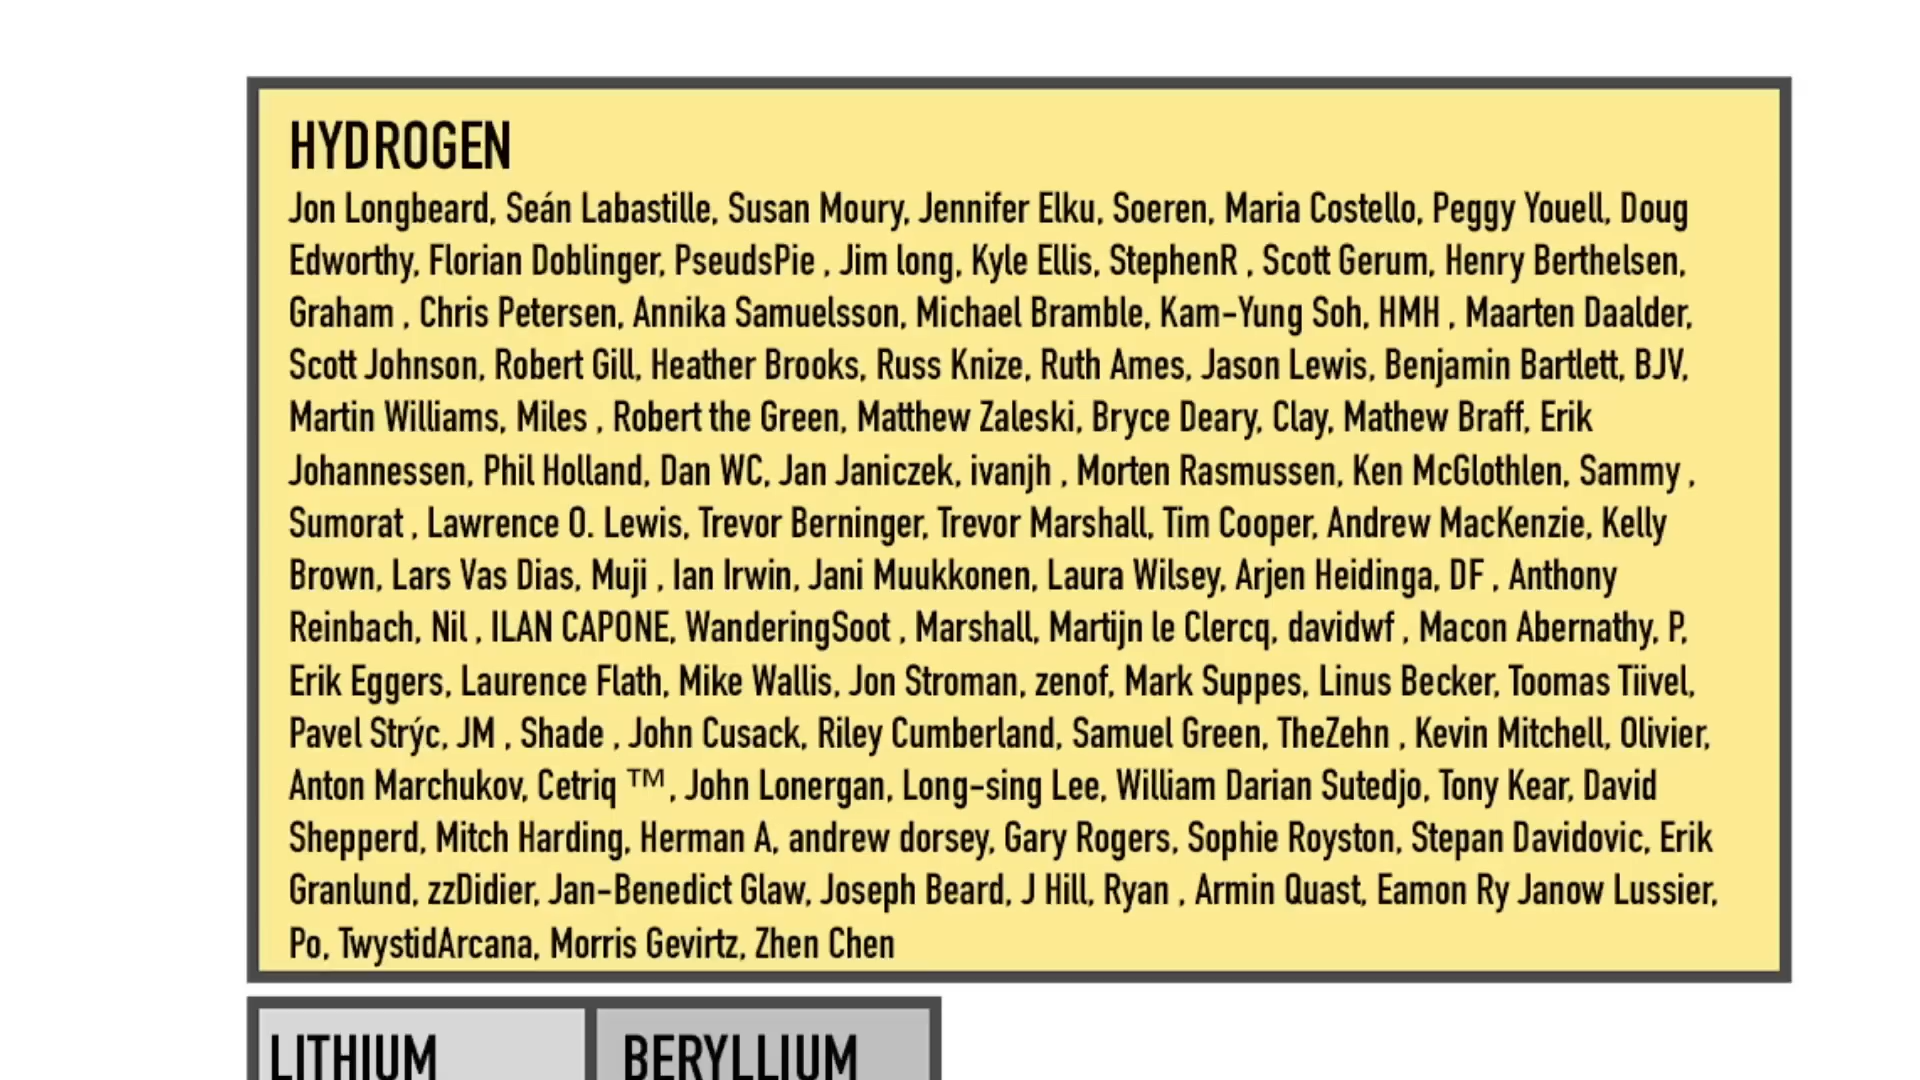 HYDROGEN
Jon Longbeard, Seán Labastille, Susan Moury, Jennifer Elku, Soeren, Maria Costello, Peggy Youell, Doug
Edworthy, Florian Doblinger, PseudsPie , Jim long, Kyle Ellis, StephenR , Scott Gerum, Henry Berthelsen,
Graham , Chris Petersen, Annika Samuelsson, Michael Bramble, Kam-Yung Soh, HMH , Maarten Daalder,
Scott Johnson, Robert Gill, Heather Brooks, Russ Knize, Ruth Ames, Jason Lewis, Benjamin Bartlett, BJV,
Martin Williams, Miles , Robert the Green, Matthew Zaleski, Bryce Deary, Clay, Mathew Braff, Erik
Johannessen, Phil Holland, Dan WC, Jan Janiczek, ivanjh , Morten Rasmussen, Ken McGlothlen, Sammy ,
Sumorat , Lawrence O. Lewis, Trevor Berninger, Trevor Marshall, Tim Cooper, Andrew MacKenzie, Kelly
Brown, Lars Vas Dias, Muji , Ian Irwin, Jani Muukkonen, Laura Wilsey, Arjen Heidinga, DF , Anthony
Reinbach, Nil , ILAN CAPONE, WanderingSoot , Marshall, Martijn le Clercq, davidwf , Macon Abernathy, P,
Erik Eggers, Laurence Flath, Mike Wallis, Jon Stroman, zenof, Mark Suppes, Linus Becker, Toomas Tiivel,
Pavel Strýc, JM , Shade , John Cusack, Riley Cumberland, Samuel Green, TheZehn , Kevin Mitchell, Olivier,
Anton Marchukov, Cetriq ™, John Lonergan, Long-sing Lee, William Darian Sutedjo, Tony Kear, David
Shepperd, Mitch Harding, Herman A, andrew dorsey, Gary Rogers, Sophie Royston, Stepan Davidovic, Erik
Granlund, zzDidier, Jan-Benedict Glaw, Joseph Beard, J Hill, Ryan , Armin Quast, Eamon Ry Janow Lussier,
Po, TwystidArcana, Morris Gevirtz, Zhen Chen
LITHIUM
BERYLLIUM